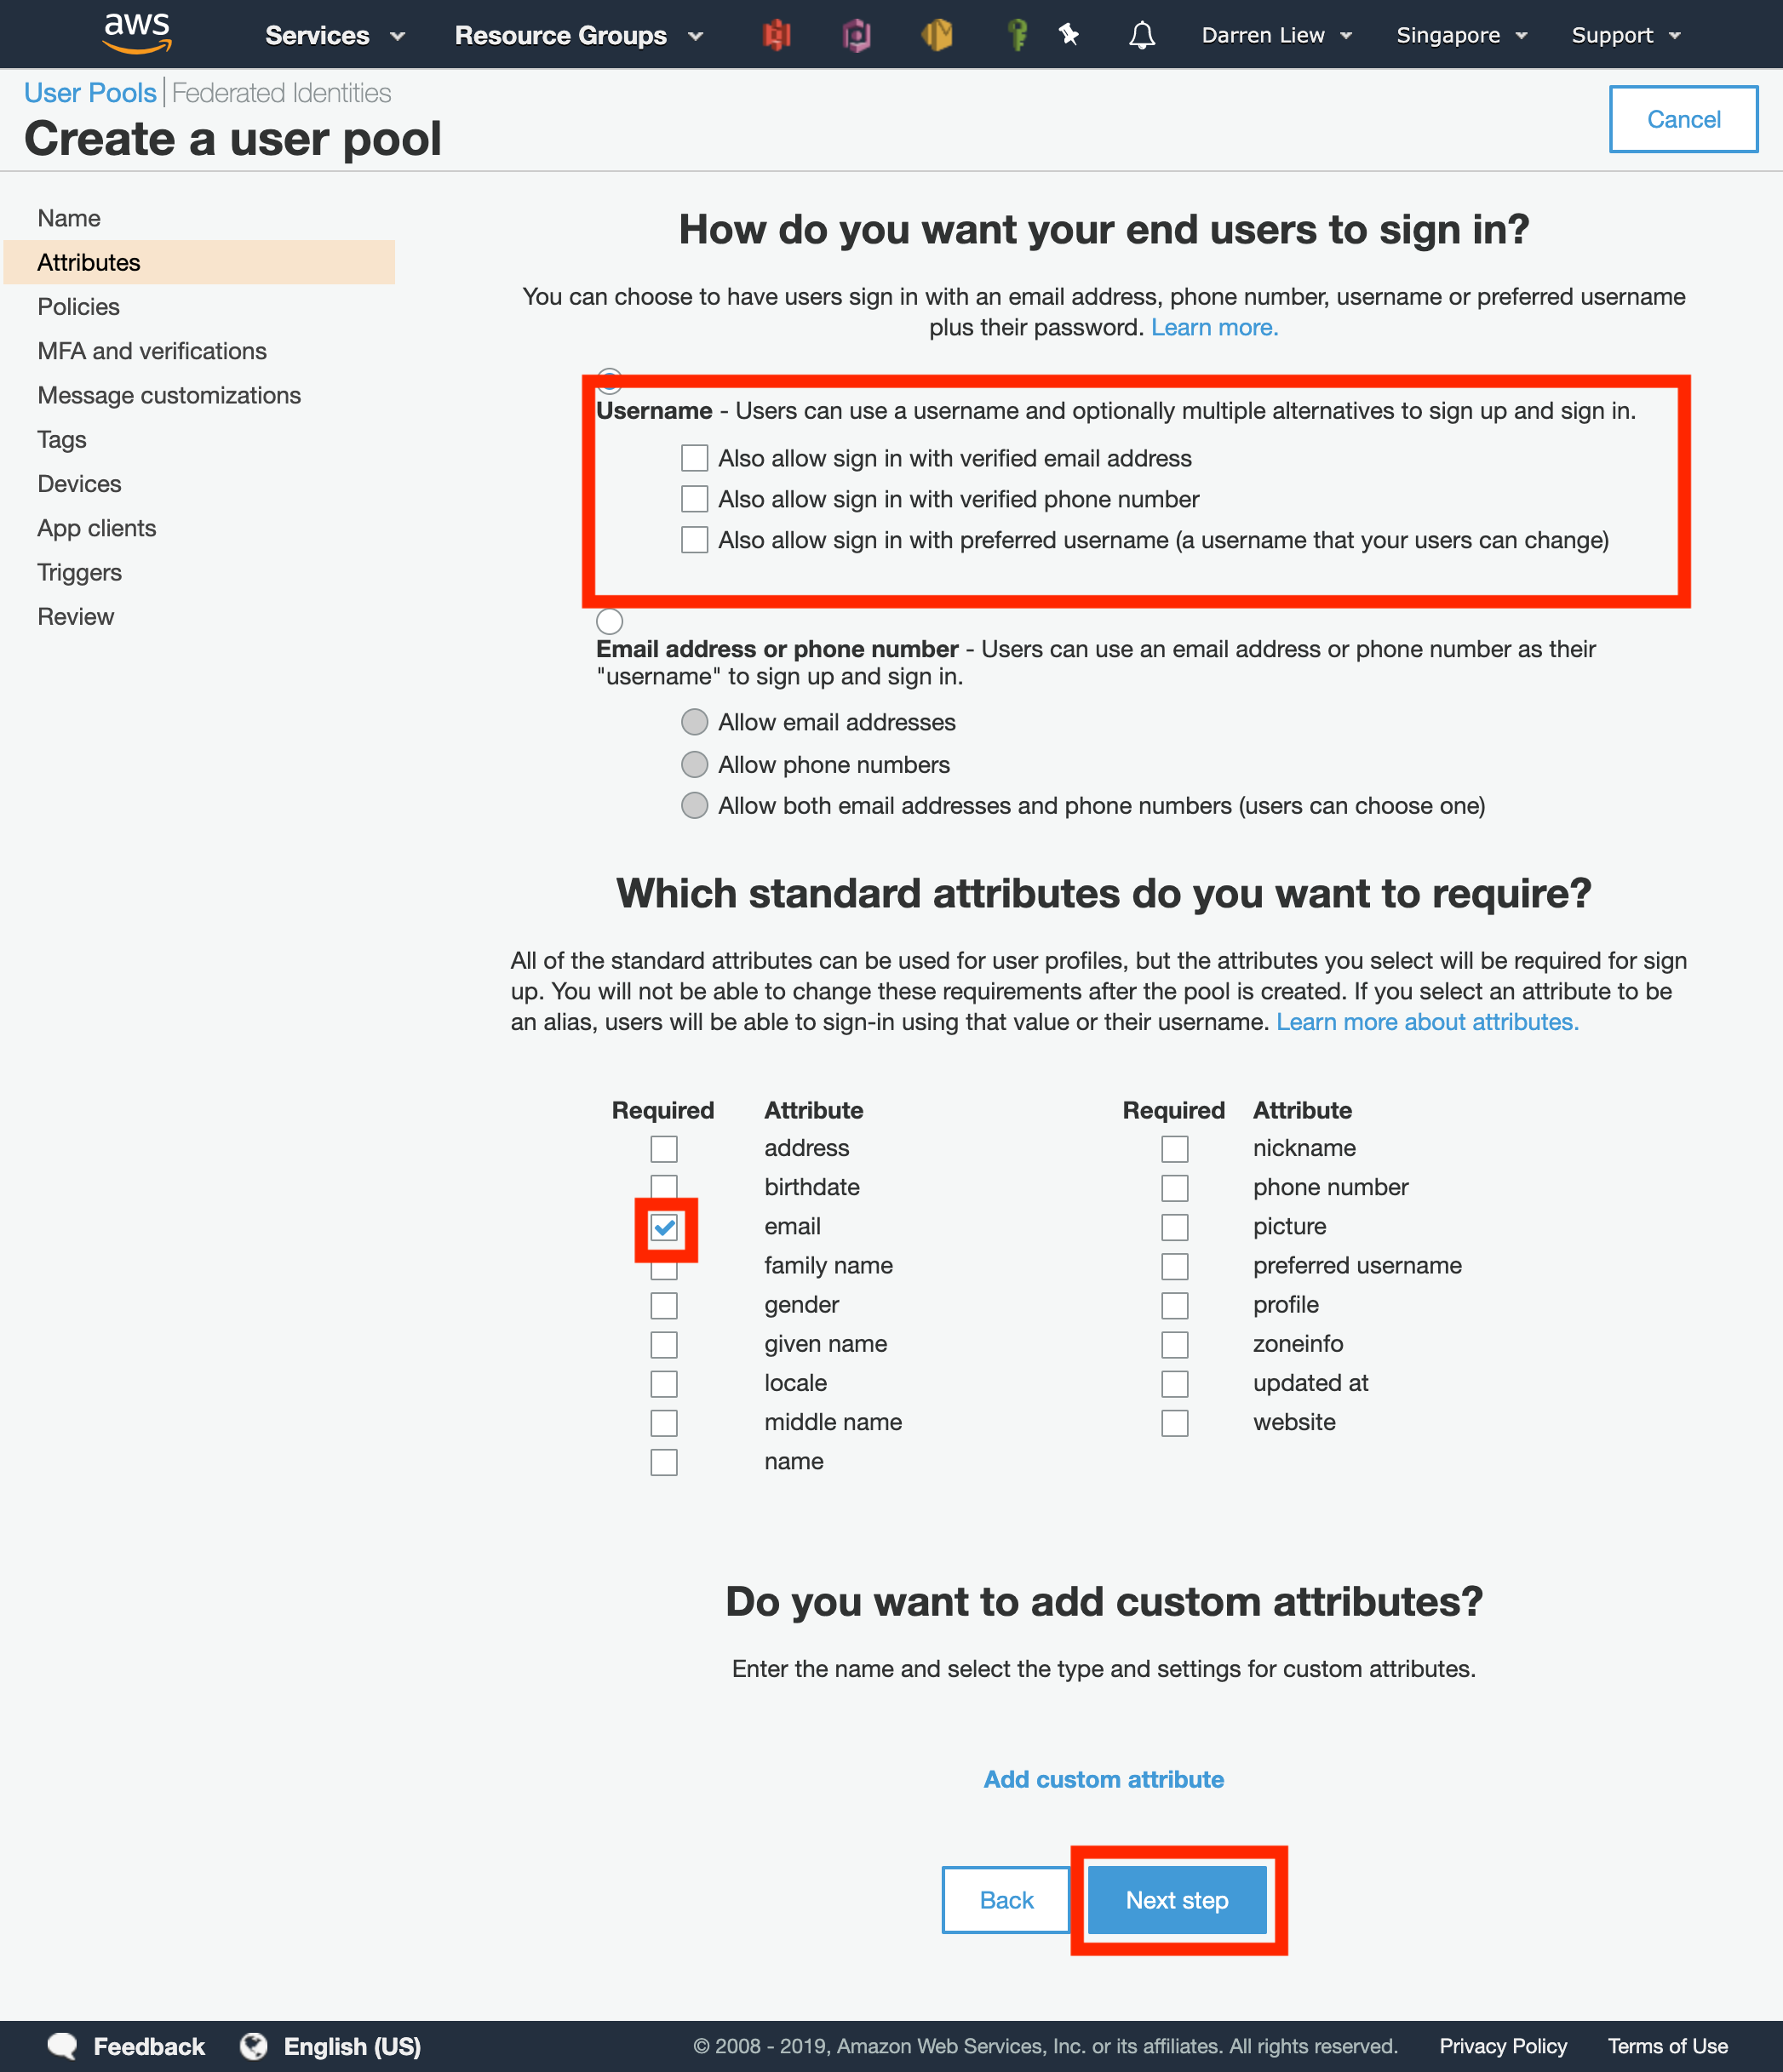 aws Services Resource Groups Darren Liew Singapore Support
User Pools | Federated Identities
Create a user pool
Cancel
Name
Attributes
Policies
MFA and verifications
Message customizations
Tags
Devices
App clients
Triggers
Review
How do you want your end users to sign in?
You can choose to have users sign in with an email address, phone number, username or preferred username
plus their password. Learn more.
Username - Users can use a username and optionally multiple alternatives to sign up and sign in.
Also allow sign in with verified email address
Also allow sign in with verified phone number
Also allow sign in with preferred username (a username that your users can change)
Email address or phone number - Users can use an email address or phone number as their
"username" to sign up and sign in.
Allow email addresses
Allow phone numbers
Allow both email addresses and phone numbers (users can choose one)
Which standard attributes do you want to require?
All of the standard attributes can be used for user profiles, but the attributes you select will be required for sign
up. You will not be able to change these requirements after the pool is created. If you select an attribute to be
an alias, users will be able to sign-in using that value or their username. Learn more about attributes.
Required Attribute Required Attribute
address nickname
birthdate phone number
email picture
family name preferred username
gender profile
given name zoneinfo
locale updated at
middle name website
name
Do you want to add custom attributes?
Enter the name and select the type and settings for custom attributes.
Add custom attribute
Back Next step
Feedback English (US) © 2008 - 2019, Amazon Web Services, Inc. or its affiliates. All rights reserved. Privacy Policy Terms of Use